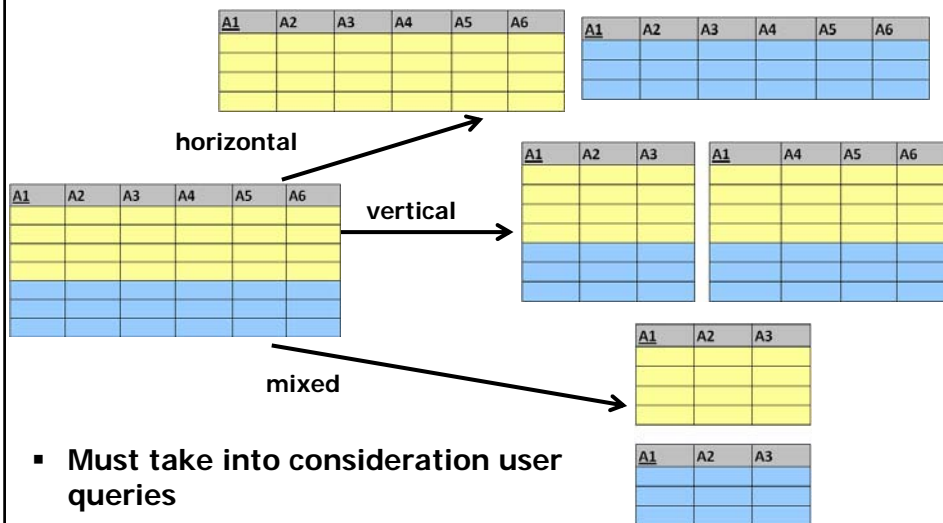 A1 A2 A3 A4 A5 A6
A1 A2 A3 A4 A5 A6
horizontal
A1 A2 A3
A1 A4 A5 A6
A1 A2 A3 A4 A5 A6
vertical
A1 A2 A3
mixed
▪ Must take into consideration user
queries
A1 A2 A3